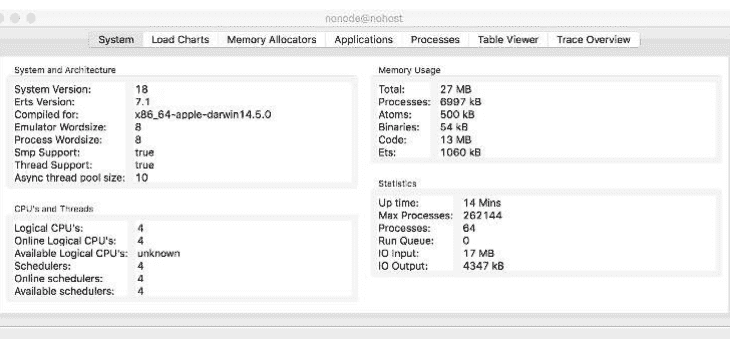 nonode@nohost
System Load Charts Memory Allocators Applications Processes Table Viewer Trace Overview
System and Architecture
System Version: 18
Erts Version: 7.1
Compiled for: x86_64-apple-darwin14.5.0
Emulator Wordsize: 8
Process Wordsize: 8
Smp Support: true
Thread Support: true
Async thread pool size: 10
CPU's and Threads
Logical CPU's: 4
Online Logical CPU's: 4
Available Logical CPU's: unknown
Schedulers: 4
Online schedulers: 4
Available schedulers: 4
Memory Usage
Total: 27 MB
Processes: 6997 kB
Atoms: 500 kB
Binaries: 54 kB
Code: 13 MB
Ets: 1060 kB
Statistics
Up time: 14 Mins
Max Processes: 262144
Processes: 64
Run Queue: 0
IO Input: 17 MB
IO Output: 4347 kB